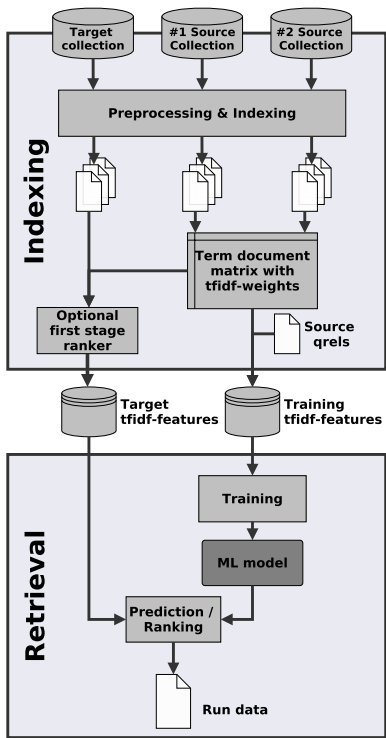 Target
collection
#1 Source
Collection
#2 Source
Collection
Preprocessing & Indexing
Indexing
Term document
matrix with
tfidf-weights
Optional
first stage
ranker
Source
qrels
Target
tfidf-features
Training
tfidf-features
Retrieval
Training
ML model
Prediction /
Ranking
Run data